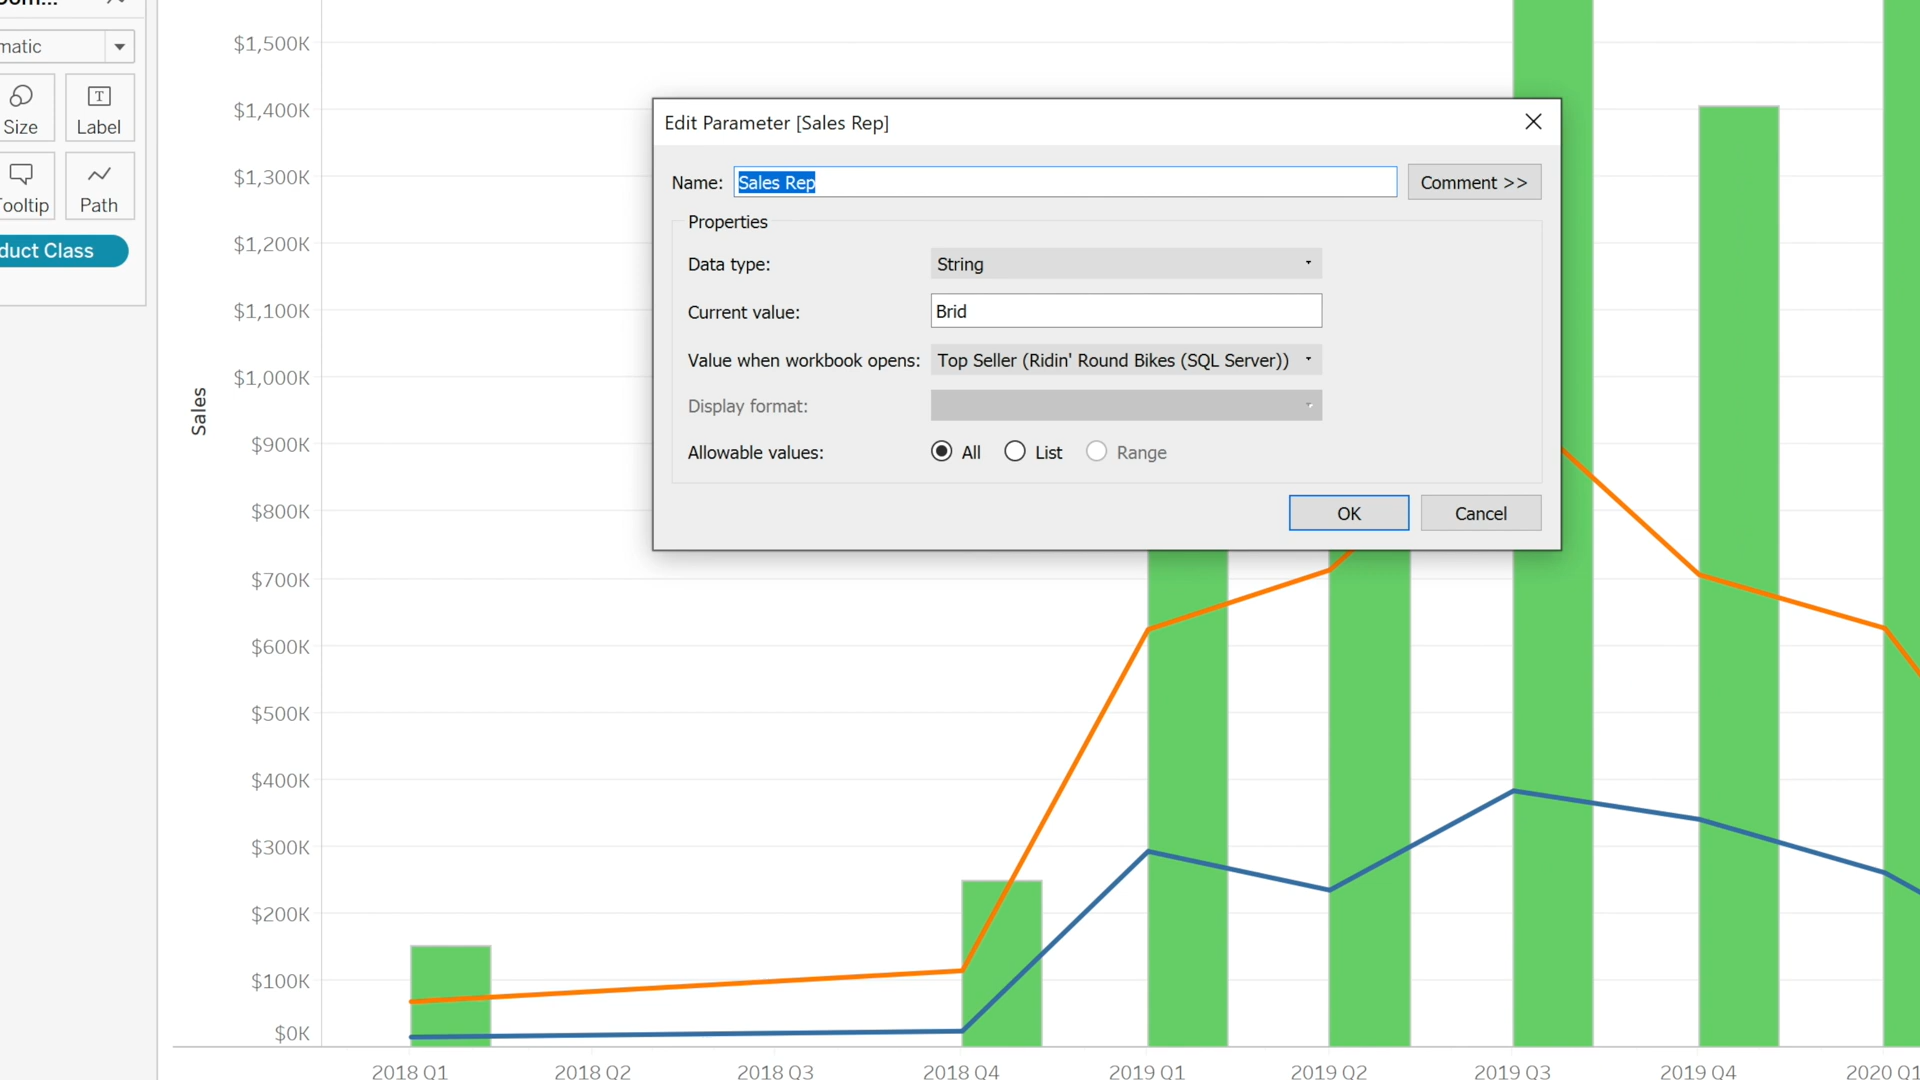 matic
Size
Label
Tooltip
Path
duct Class
Sales
$1,500K
$1,400K
$1,300K
$1,200K
$1,100K
$1,000K
$900K
$800K
$700K
$600K
$500K
$400K
$300K
$200K
$100K
$0K
2018 Q1
2018 Q2
2018 Q3
2018 Q4
2019 Q1
2019 Q2
2019 Q3
2019 Q4
2020 Q1
Edit Parameter [Sales Rep]
Name: Sales Rep Comment >>
Properties
Data type: String
Current value: Brid
Value when workbook opens: Top Seller (Ridin' Round Bikes (SQL Server))
Display format:
Allowable values: All List Range
OK Cancel